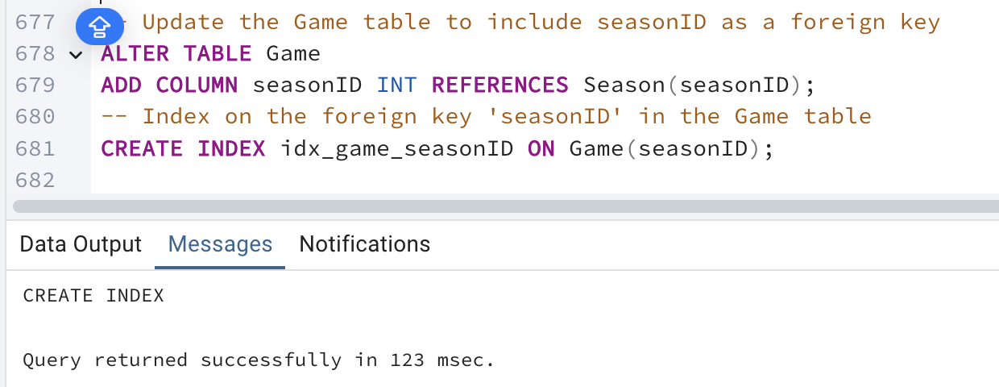 677 - Update the Game table to include seasonID as a foreign key
678 ALTER TABLE Game
679 ADD COLUMN seasonID INT REFERENCES Season(seasonID);
680 -- Index on the foreign key 'seasonID' in the Game table
681 CREATE INDEX idx_game_seasonID ON Game(seasonID);
682
Data Output Messages Notifications
CREATE INDEX
Query returned successfully in 123 msec.